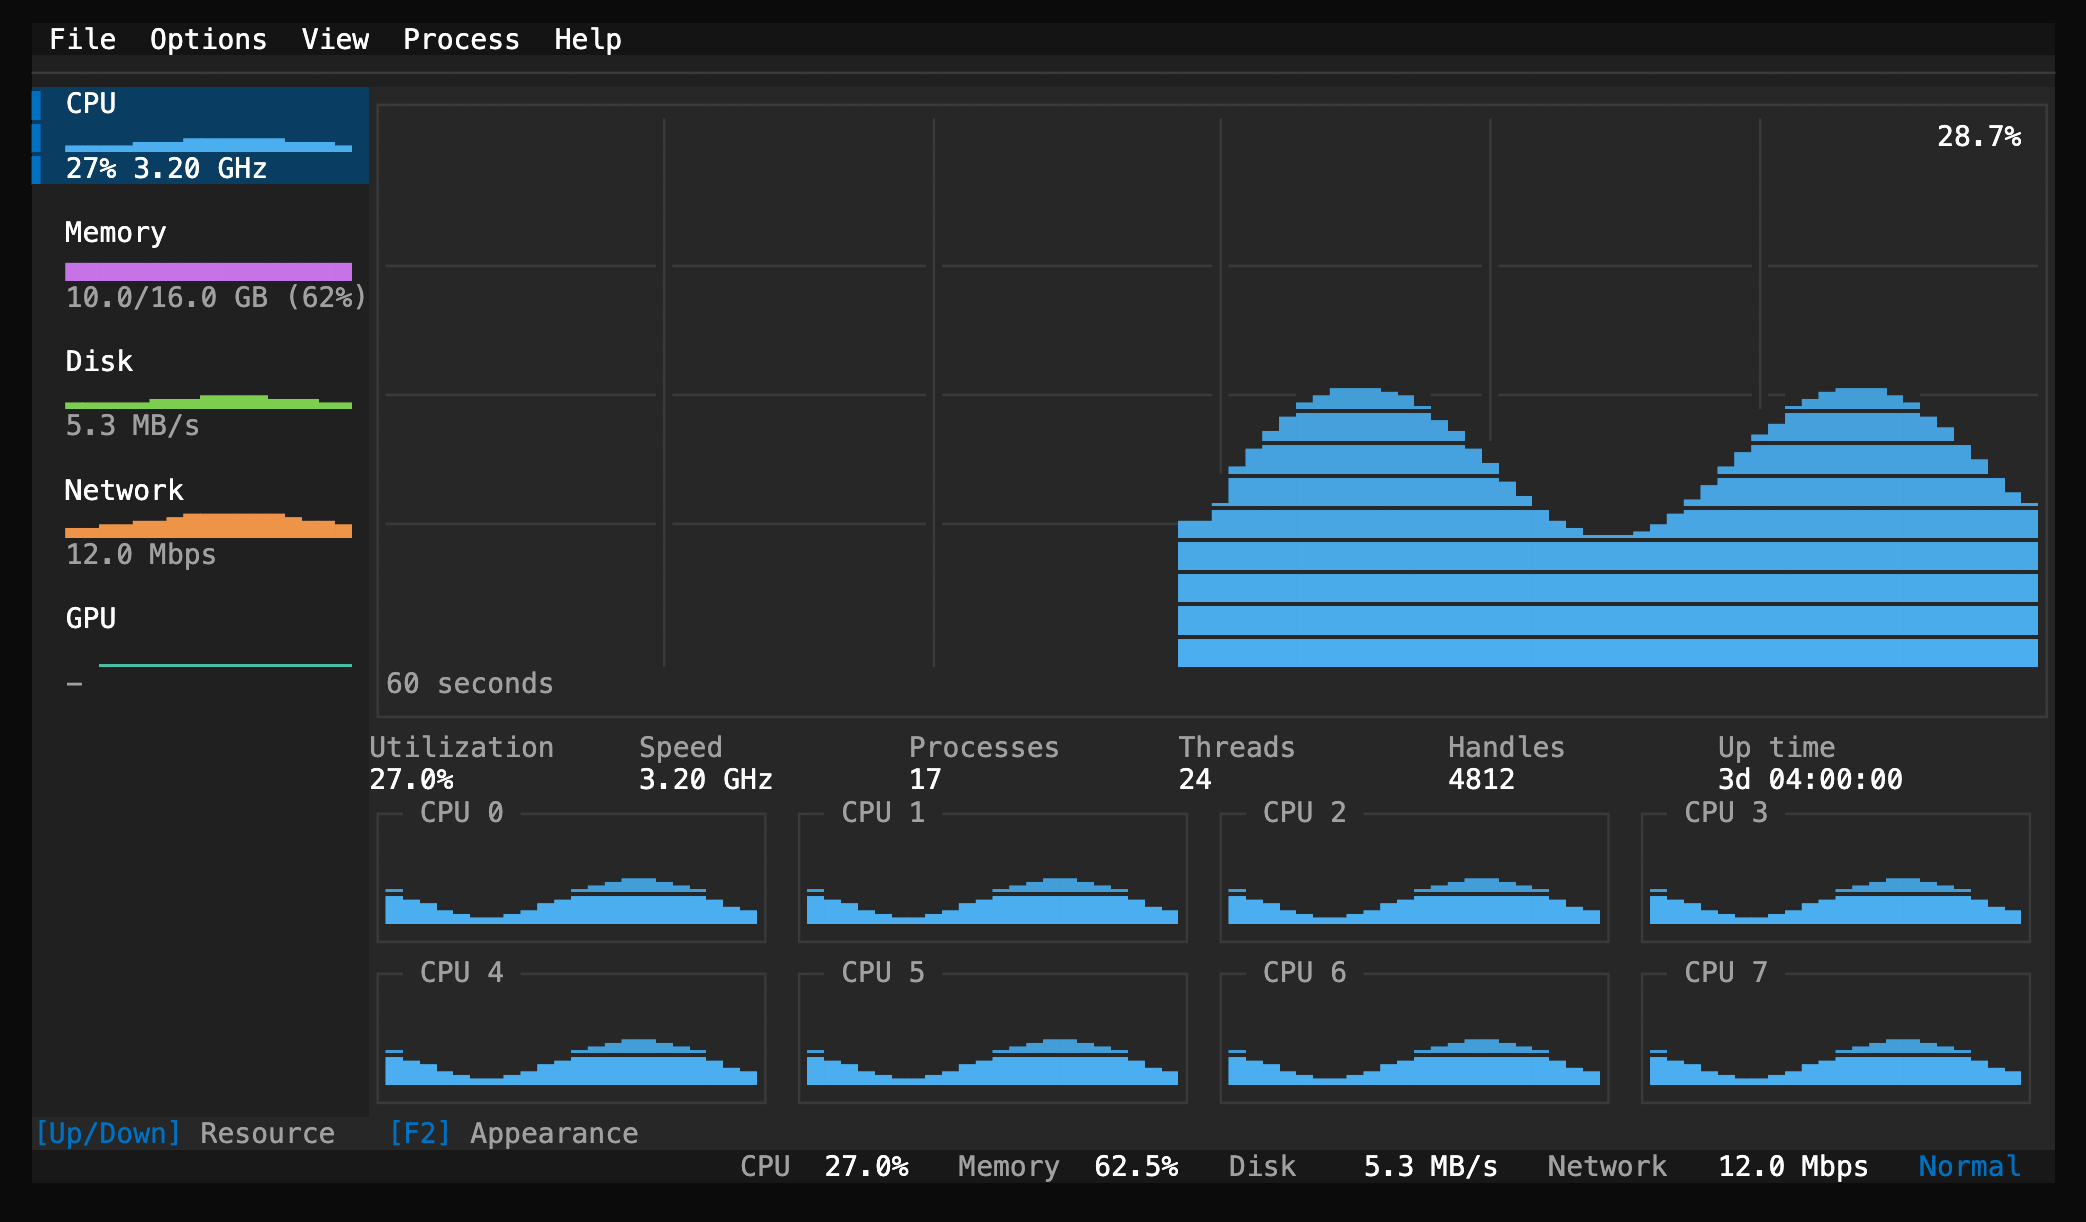 File Options View Process Help
CPU
27% 3.20 GHz
Memory
10.0/16.0 GB (62%)
Disk
5.3 MB/s
Network
12.0 Mbps
GPU
–
28.7%
60 seconds
Utilization Speed Processes Threads Handles Up time
27.0% 3.20 GHz 17 24 4812 3d 04:00:00
CPU 0 CPU 1 CPU 2 CPU 3
CPU 4 CPU 5 CPU 6 CPU 7
[Up/Down] Resource [F2] Appearance
CPU 27.0% Memory 62.5% Disk 5.3 MB/s Network 12.0 Mbps Normal